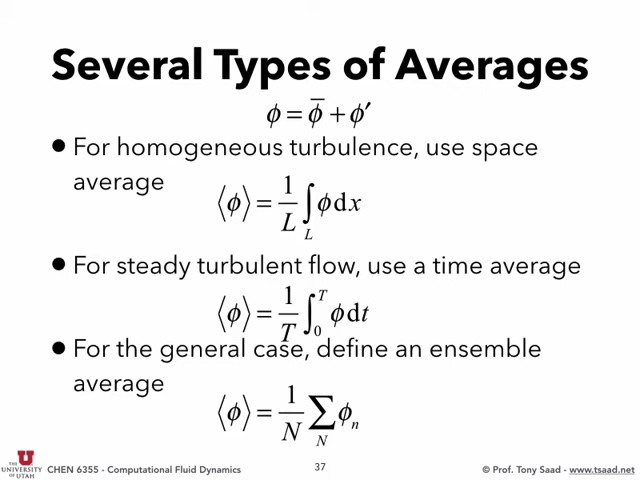 Several Types of Averages
ϕ = ϕ̄ + ϕ′
● For homogeneous turbulence, use space
average
⟨ϕ⟩ = 1/L ∫_L ϕ dx
● For steady turbulent flow, use a time average
⟨ϕ⟩ = 1/T ∫_0^T ϕ dt
● For the general case, define an ensemble
average
⟨ϕ⟩ = 1/N ∑_N ϕ_n
THE
UNIVERSITY
OF UTAH
CHEN 6355 - Computational Fluid Dynamics
37
© Prof. Tony Saad - www.tsaad.net